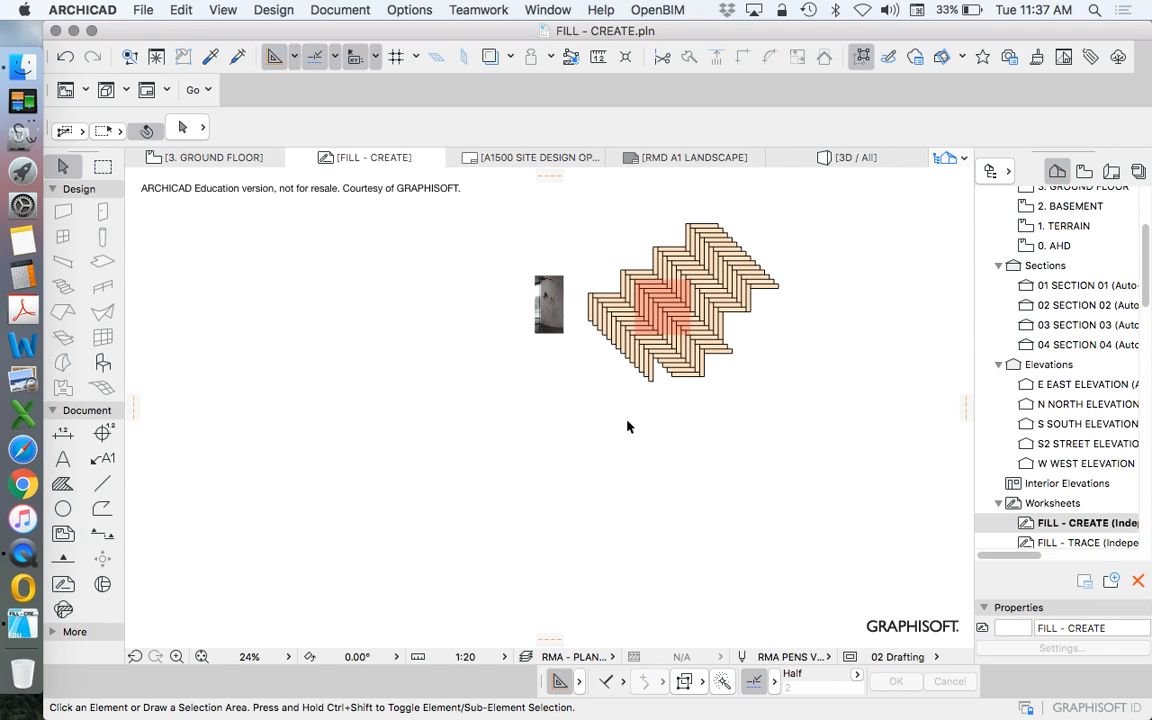 ARCHICAD File Edit View Design Document Options Teamwork Window Help OpenBIM 33% Tue 11:37 AM
FILL - CREATE.pln
Go
[3. GROUND FLOOR] [FILL - CREATE] [A1500 SITE DESIGN OP... [RMD A1 LANDSCAPE] [3D / All]
ARCHICAD Education version, not for resale. Courtesy of GRAPHISOFT.
Design
Document
More
3. GROUND FLOOR
2. BASEMENT
1. TERRAIN
0. AHD
Sections
01 SECTION 01 (Auto
02 SECTION 02 (Auto
03 SECTION 03 (Auto
04 SECTION 04 (Auto
Elevations
E EAST ELEVATION (A
N NORTH ELEVATION
S SOUTH ELEVATION
S2 STREET ELEVATIO
W WEST ELEVATION
Interior Elevations
Worksheets
FILL - CREATE (Inde
FILL - TRACE (Indepe
Properties
FILL - CREATE
Settings...
GRAPHISOFT.
24% 0.00° 1:20 RMA - PLAN... N/A RMA PENS V... 02 Drafting
Half
2
OK Cancel
Click an Element or Draw a Selection Area. Press and Hold Ctrl+Shift to Toggle Element/Sub-Element Selection.
GRAPHISOFT ID